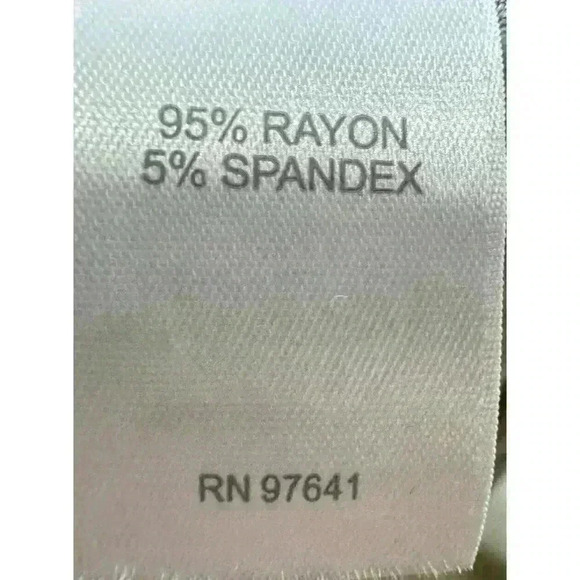 95% RAYON
5% SPANDEX
RN 97641